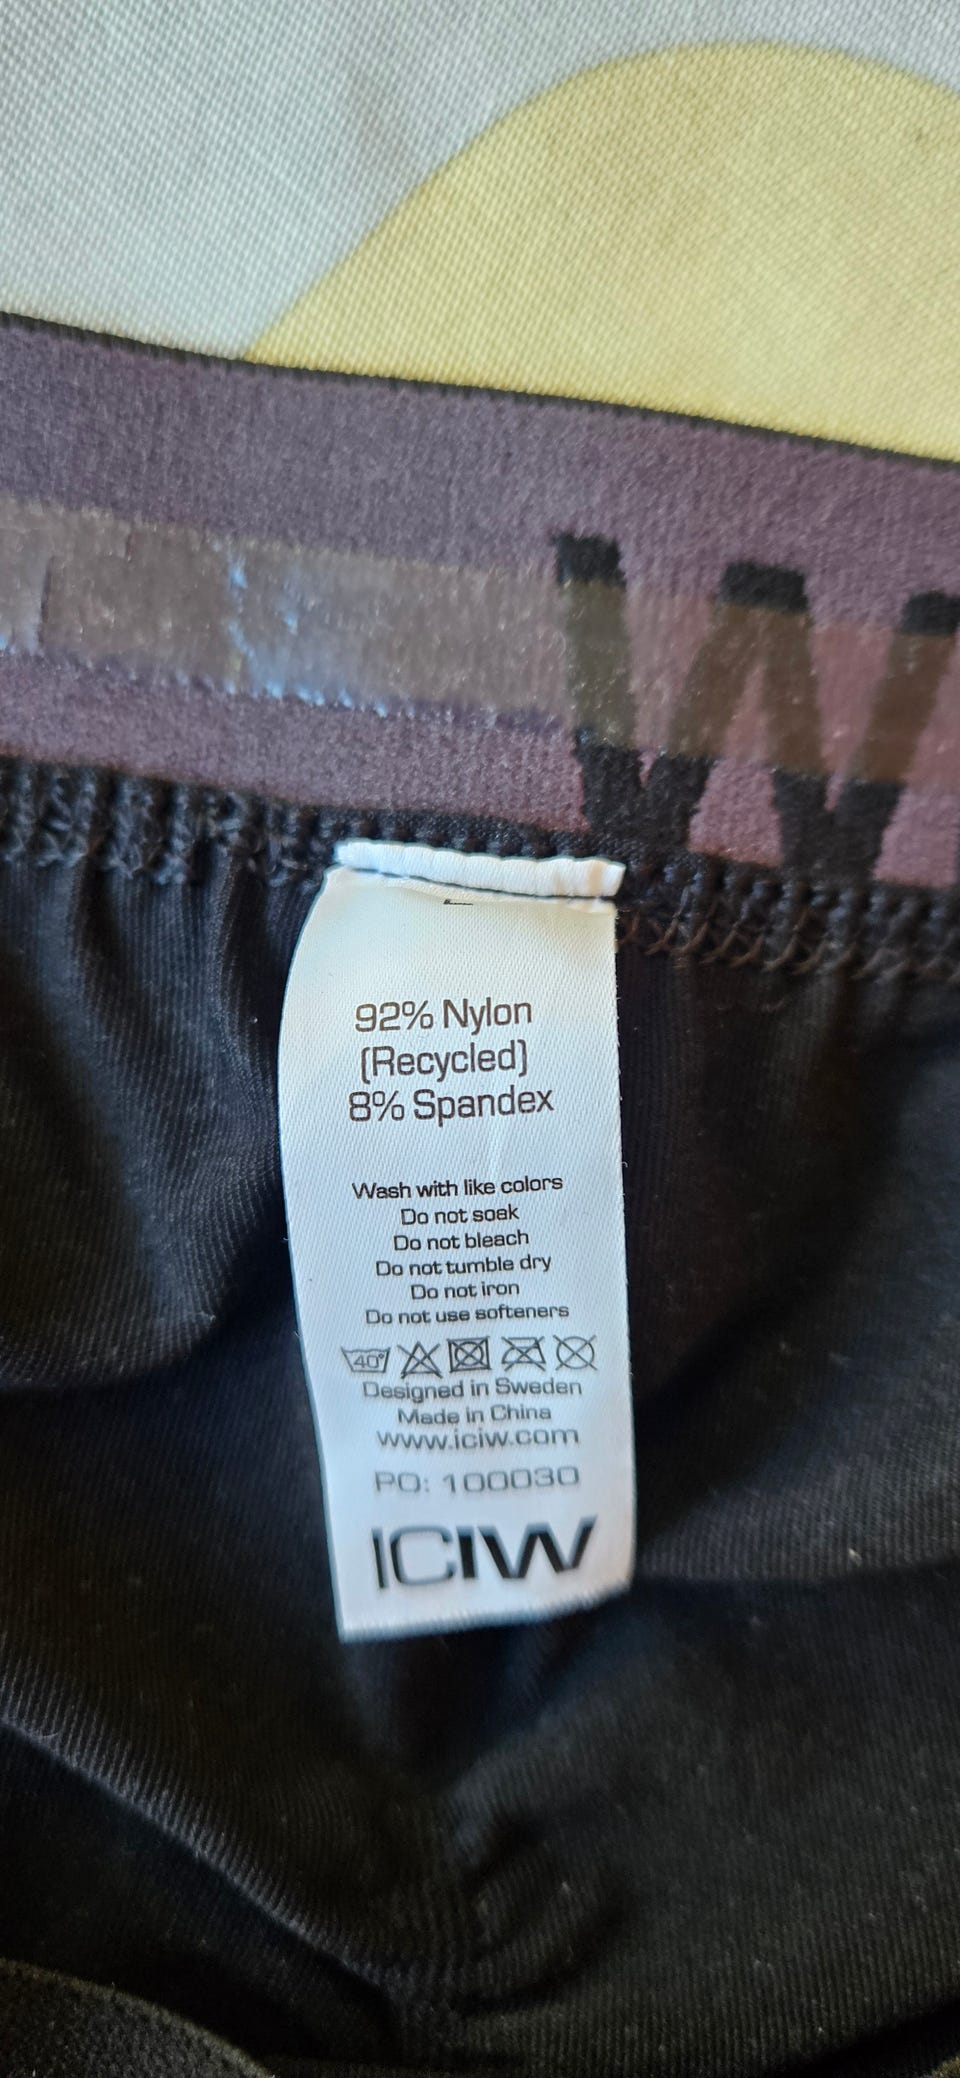 W
92% Nylon
(Recycled)
8% Spandex
Wash with like colors
Do not soak
Do not bleach
Do not tumble dry
Do not iron
Do not use softeners
40°
Designed in Sweden
Made in China
www.iciw.com
PO: 100030
ICIW